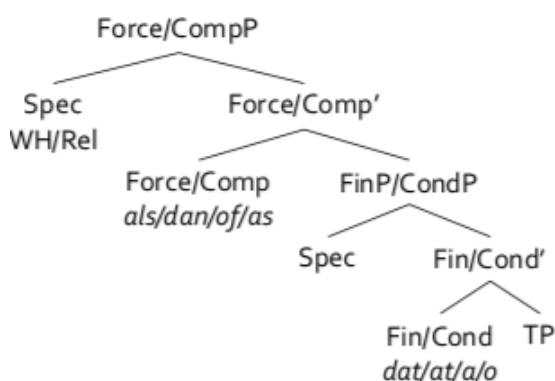 Force/CompP
Spec Force/Comp’
WH/Rel
Force/Comp FinP/CondP
als/dan/of/as
Spec Fin/Cond’
Fin/Cond TP
dat/at/a/o